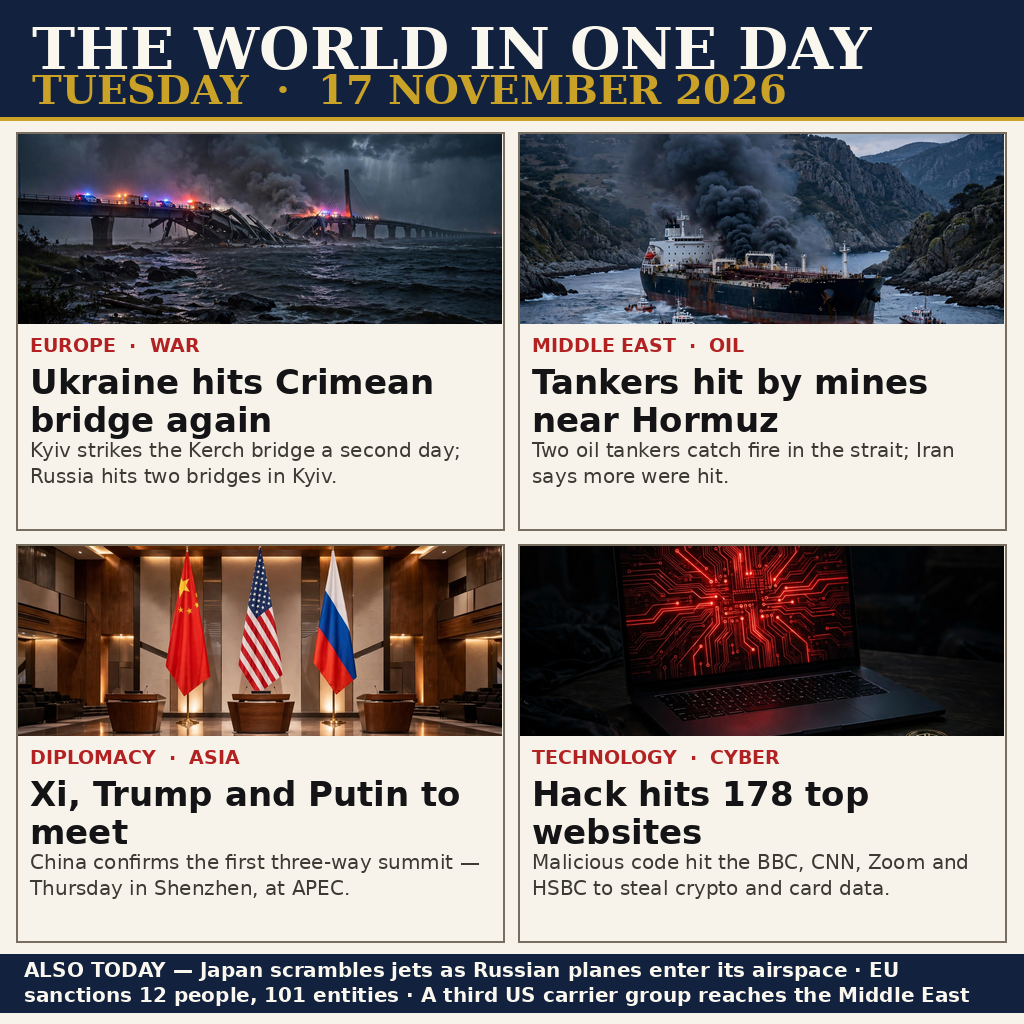 THE WORLD IN ONE DAY
TUESDAY · 17 NOVEMBER 2026
EUROPE · WAR
Ukraine hits Crimean
bridge again
Kyiv strikes the Kerch bridge a second day;
Russia hits two bridges in Kyiv.
MIDDLE EAST · OIL
Tankers hit by mines
near Hormuz
Two oil tankers catch fire in the strait; Iran
says more were hit.
DIPLOMACY · ASIA
Xi, Trump and Putin to
meet
China confirms the first three-way summit —
Thursday in Shenzhen, at APEC.
TECHNOLOGY · CYBER
Hack hits 178 top
websites
Malicious code hit the BBC, CNN, Zoom and
HSBC to steal crypto and card data.
ALSO TODAY — Japan scrambles jets as Russian planes enter its airspace · EU
sanctions 12 people, 101 entities · A third US carrier group reaches the Middle East